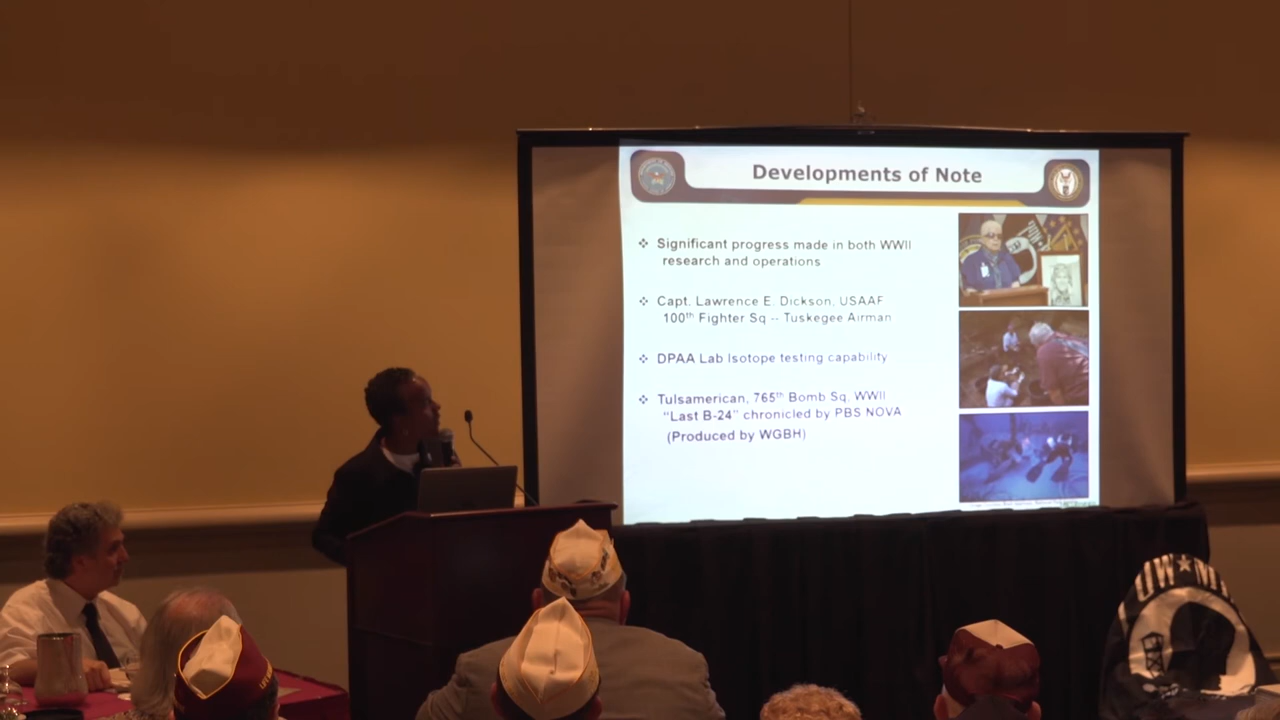 Developments of Note
❖ Significant progress made in both WWII
research and operations
❖ Capt. Lawrence E. Dickson, USAAF
100th Fighter Sq -- Tuskegee Airman
❖ DPAA Lab Isotope testing capability
❖ Tulsamerican, 765th Bomb Sq, WWII
"Last B-24" chronicled by PBS NOVA
(Produced by WGBH)